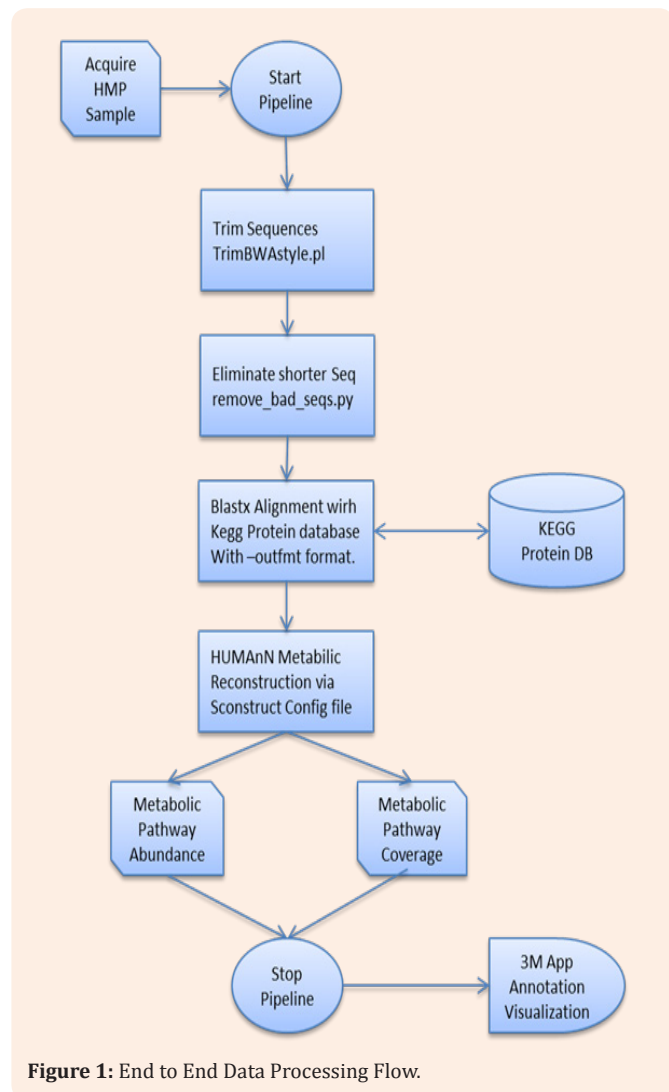 Acquire
HMP
Sample
Start
Pipeline
Trim Sequences
TrimBWAstyle.pl
Eliminate shorter Seq
remove_bad_seqs.py
Blastx Alignment wirh
Kegg Protein database
With –outfmt format.
KEGG
Protein DB
HUMAnN Metabilic
Reconstruction via
Sconstruct Config file
Metabolic
Pathway
Abundance
Metabolic
Pathway
Coverage
Stop
Pipeline
3M App
Annotation
Visualization
Figure 1: End to End Data Processing Flow.